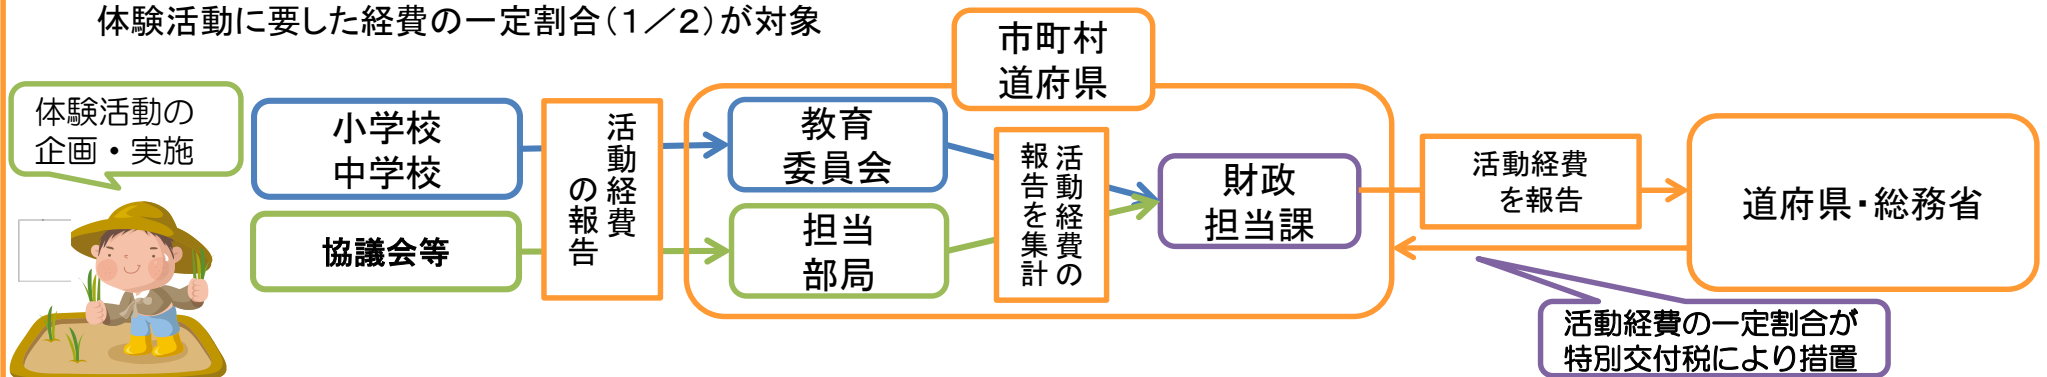 体験活動に要した経費の一定割合（１／２）が対象
体験活動の
企画・実施
小学校
中学校
協議会等
活動経費
の報告
市町村
道府県
教育
委員会
担当
部局
活動経費の
報告を集計
財政
担当課
活動経費
を報告
道府県・総務省
活動経費の一定割合が
特別交付税により措置